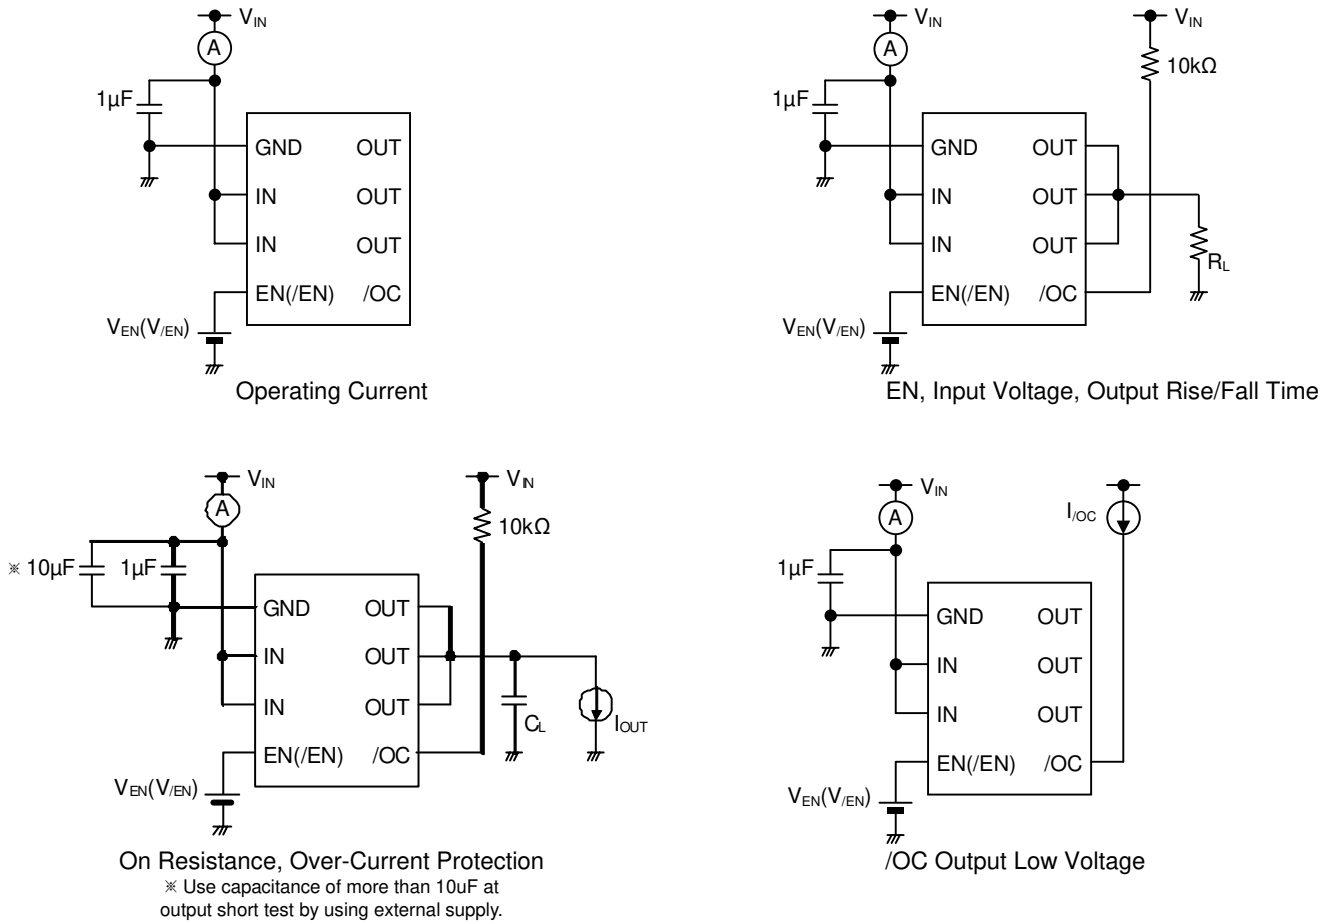 V_IN
A
1µF
GND OUT
IN OUT
IN OUT
EN(/EN) /OC
V_EN(V_/EN)
Operating Current
V_IN
V_IN
A
10kΩ
1µF
GND OUT
IN OUT
IN OUT
R_L
EN(/EN) /OC
V_EN(V_/EN)
EN, Input Voltage, Output Rise/Fall Time
V_IN
V_IN
A
10kΩ
※ 10µF 1µF
GND OUT
IN OUT
IN OUT
C_L
I_OUT
EN(/EN) /OC
V_EN(V_/EN)
On Resistance, Over-Current Protection
※ Use capacitance of more than 10uF at
output short test by using external supply.
V_IN
A
I_/OC
1µF
GND OUT
IN OUT
IN OUT
EN(/EN) /OC
V_EN(V_/EN)
/OC Output Low Voltage